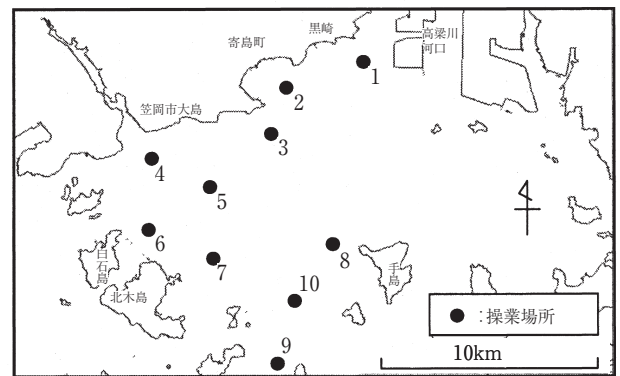 黒崎
寄島町
高梁川
河口
1
2
笠岡市大島
3
4
5
6
白石島
7
8
手島
北木島
10
●:操業場所
9
10km